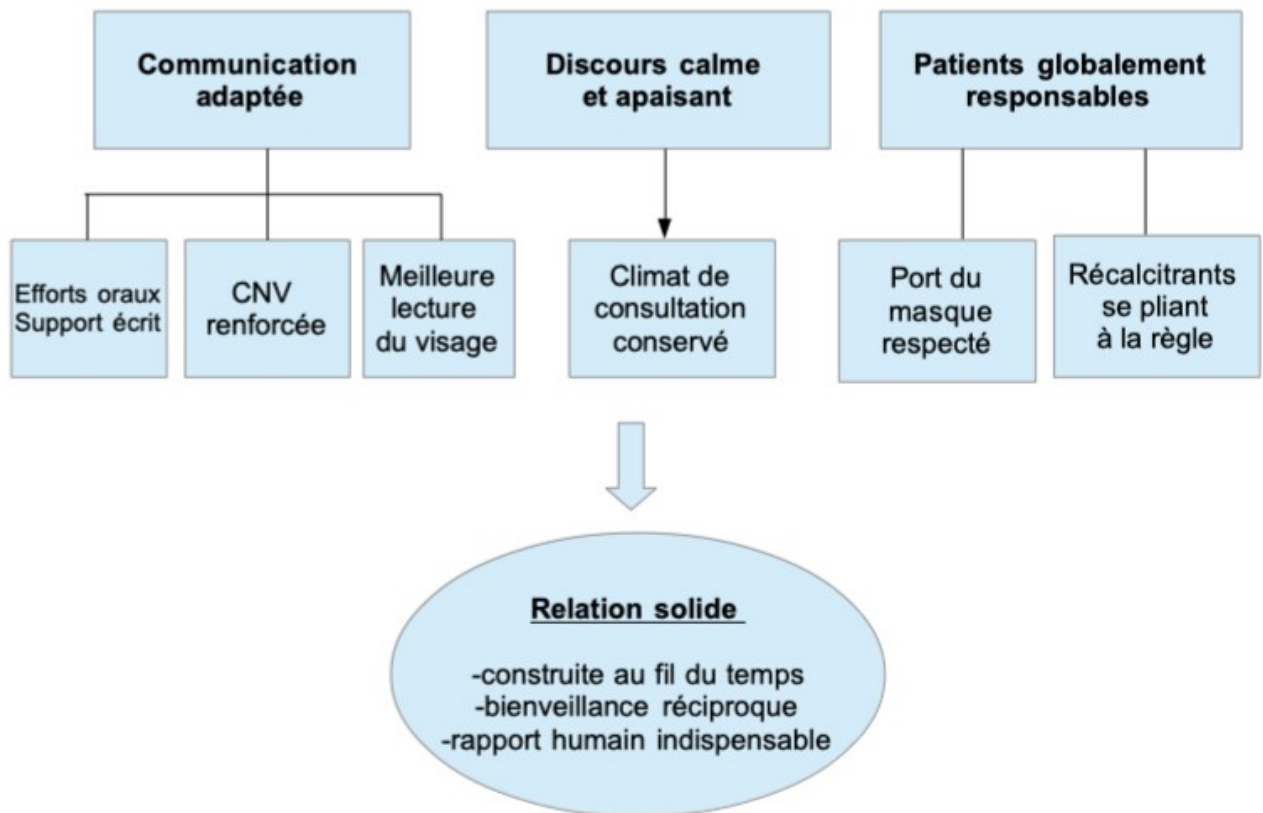 Communication
adaptée
Discours calme
et apaisant
Patients globalement
responsables
Efforts oraux
Support écrit
CNV
renforcée
Meilleure
lecture
du visage
Climat de
consultation
conservé
Port du
masque
respecté
Récalcitrants
se pliant
à la règle
Relation solide
-construite au fil du temps
-bienveillance réciproque
-rapport humain indispensable